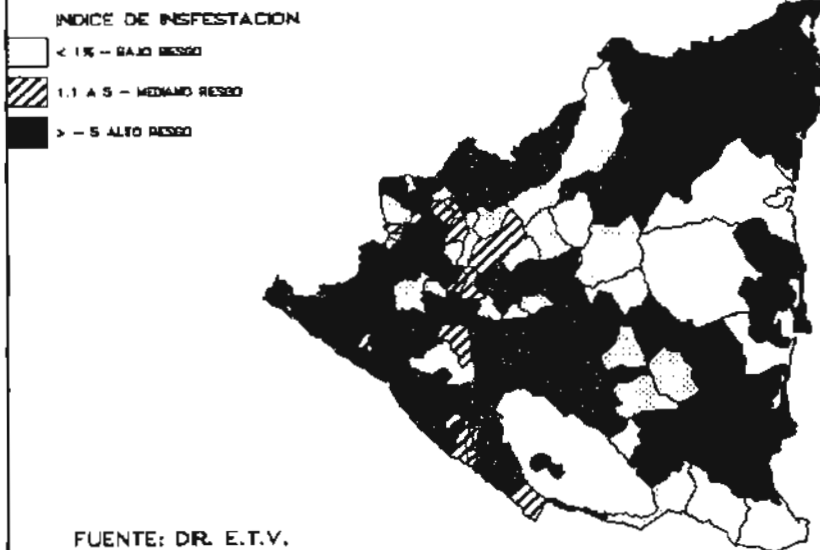 INDICE DE INSFESTACION
< 1% – BAJO RIESGO
1.1 A 5 – MEDIANO RIESGO
> – 5 ALTO RIESGO
FUENTE: DR. E.T.V.